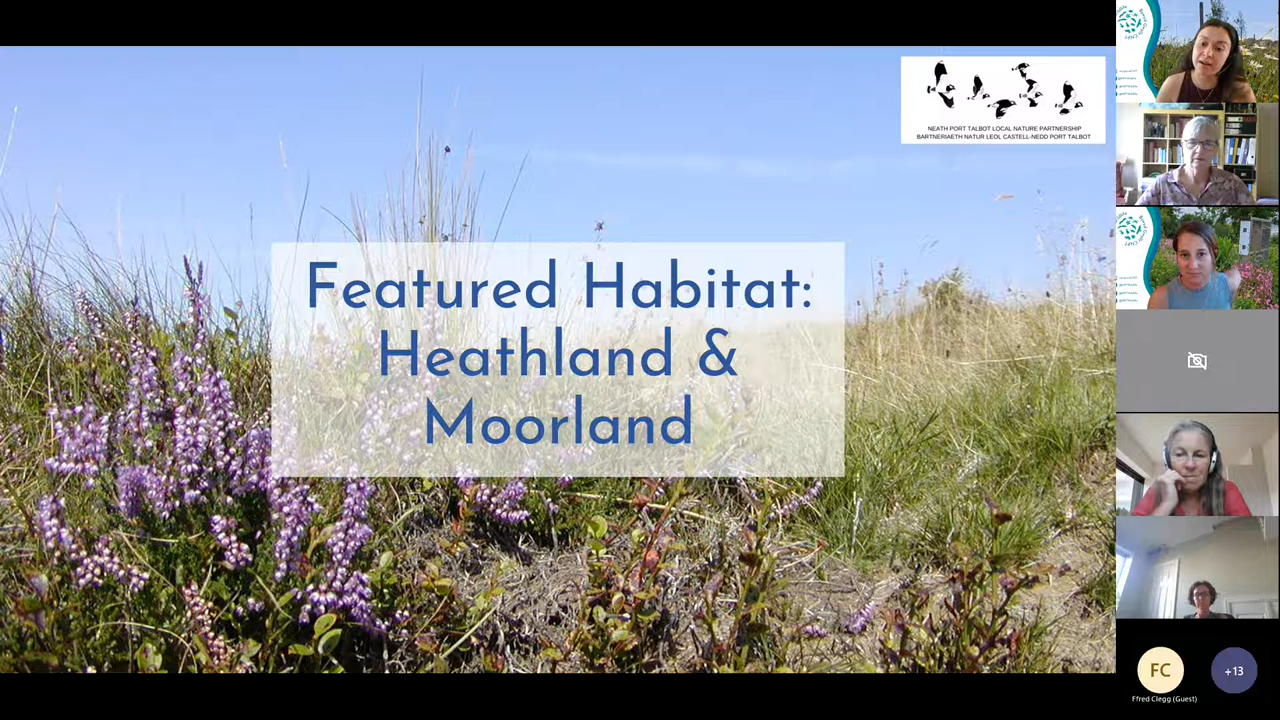 NEATH PORT TALBOT LOCAL NATURE PARTNERSHIP
BARTNERIAETH NATUR LEOL CASTELL-NEDD PORT TALBOT
Featured Habitat:
Heathland &
Moorland
FC
+13
Ffred Clegg (Guest)